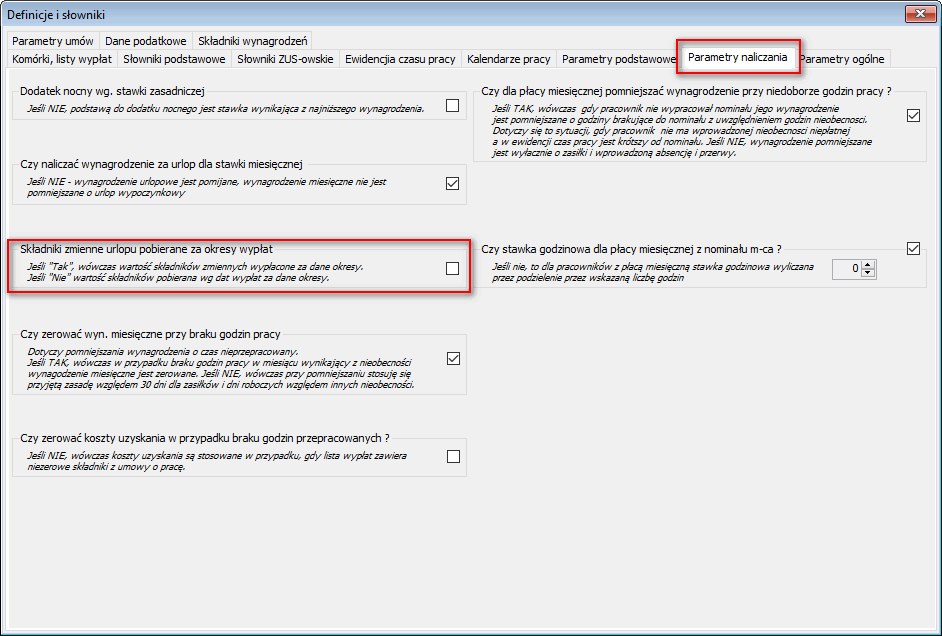 Definicje i słowniki
Parametry umów
Dane podatkowe
Składniki wynagrodzeń
Komórki, listy wypłat
Słowniki podstawowe
Słowniki ZUS-owskie
Ewidencja czasu pracy
Kalendarze pracy
Parametry podstawowe
Parametry naliczania
Parametry ogólne
Dodatek nocny wg. stawki zasadniczej
Jeśli NIE, podstawą do dodatku nocnego jest stawka wynikająca z najniższego wynagrodzenia.
Czy naliczać wynagrodzenie za urlop dla stawki miesięcznej
Jeśli NIE - wynagrodzenie urlopowe jest pomijane, wynagrodzenie miesięczne nie jest
pomniejszane o urlop wypoczynkowy
Składniki zmienne urlopu pobierane za okresy wypłat
Jeśli "Tak", wówczas wartość składników zmiennych wypłacone za dane okresy.
Jeśli "Nie" wartość składników pobierana wg dat wypłat za dane okresy.
Czy zerować wyn. miesięczne przy braku godzin pracy
Dotyczy pomniejszania wynagrodzenia o czas nieprzepracowany.
Jeśli TAK, wówczas w przypadku braku godzin pracy w miesiącu wynikający z nieobecności
wynagodzenie miesięczne jest zerowane. Jeśli NIE, wówczas przy pomniejszaniu stosuję się
przyjętą zasadę względem 30 dni dla zasiłków i dni roboczych względem innych nieobecności.
Czy zerować koszty uzyskania w przypadku braku godzin przepracowanych ?
Jeśli NIE, wówczas koszty uzyskania są stosowane w przypadku, gdy lista wypłat zawiera
niezerowe składniki z umowy o pracę.
Czy dla płacy miesięcznej pomniejszać wynagrodzenie przy niedoborze godzin pracy ?
Jeśli TAK, wówczas gdy pracownik nie wypracował nominału jego wynagrodzenie
jest pomniejszane o godziny brakujące do nominału z uwzględnieniem godzin nieobecnosci.
Dotyczy się to sytuacji, gdy pracownik nie ma wprowadzonej nieobecnosci niepłatnej
a w ewidencji czas pracy jest krótszy od nominału. Jeśli NIE, wynagrodzenie pomniejszane
jest wyłacznie o zasiłki i wprowadzoną absencję i przerwy.
Czy stawka godzinowa dla płacy miesięcznej z nominału m-ca ?
Jeśli nie, to dla pracowników z płacą miesięczną stawka godzinowa wyliczana
przez podzielenie przez wskazaną liczbę godzin
0